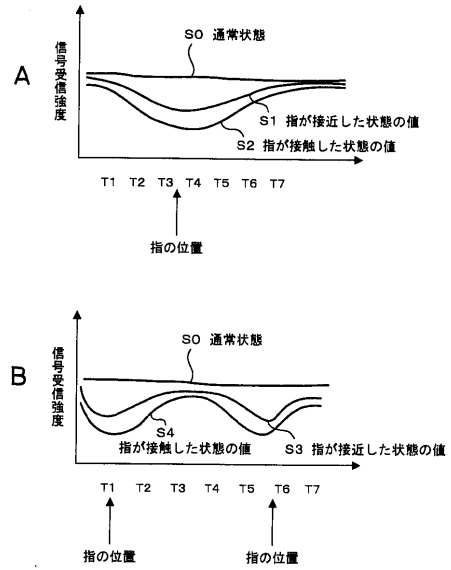 A
信号受信強度
S0 通常状態
S1 指が接近した状態の値
S2 指が接触した状態の値
T1 T2 T3 T4 T5 T6 T7
指の位置
B
信号受信強度
S0 通常状態
S4
指が接触した状態の値
S3 指が接近した状態の値
T1 T2 T3 T4 T5 T6 T7
指の位置 指の位置